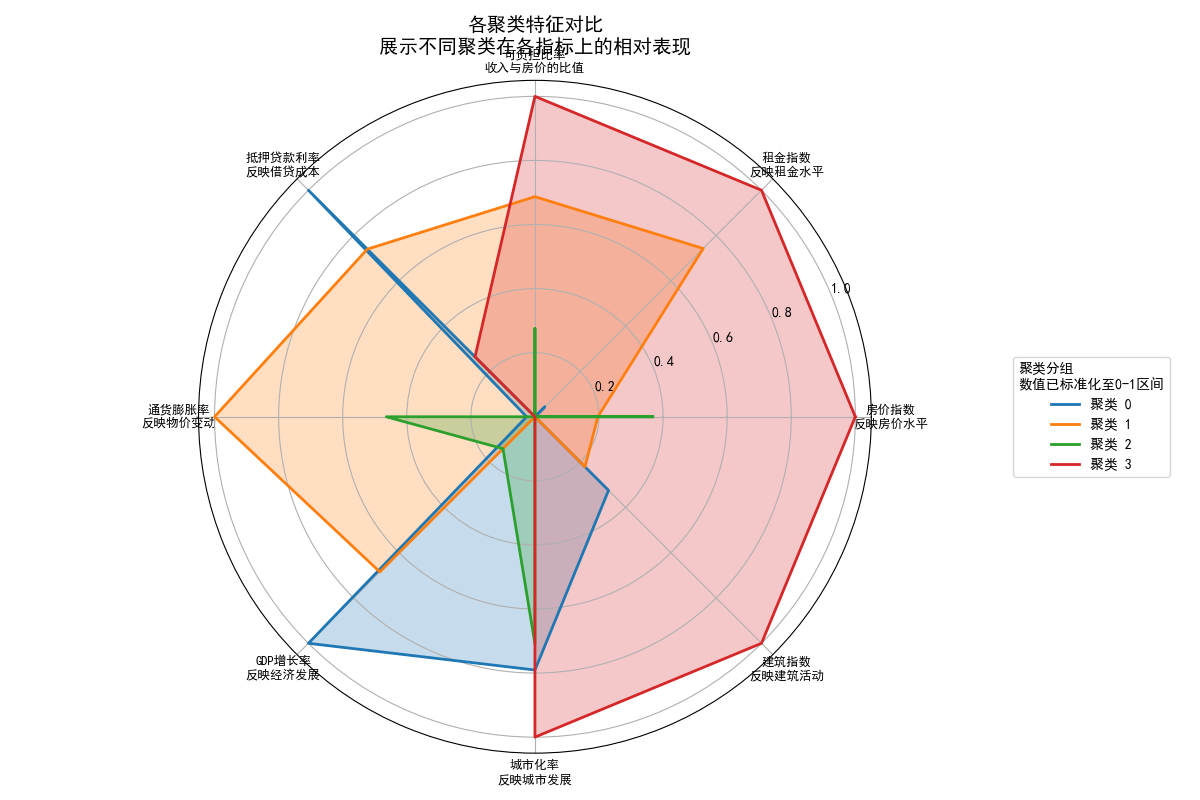 各聚类特征对比
展示不同聚类在各指标上的相对表现
可负担比率
收入与房价的比值
抵押贷款利率
反映借贷成本
租金指数
反映租金水平
1.0
0.8
0.6
0.4
0.2
通货膨胀率
反映物价变动
房价指数
反映房价水平
聚类分组
数值已标准化至0-1区间
聚类 0
聚类 1
聚类 2
聚类 3
GDP增长率
反映经济发展
建筑指数
反映建筑活动
城市化率
反映城市发展